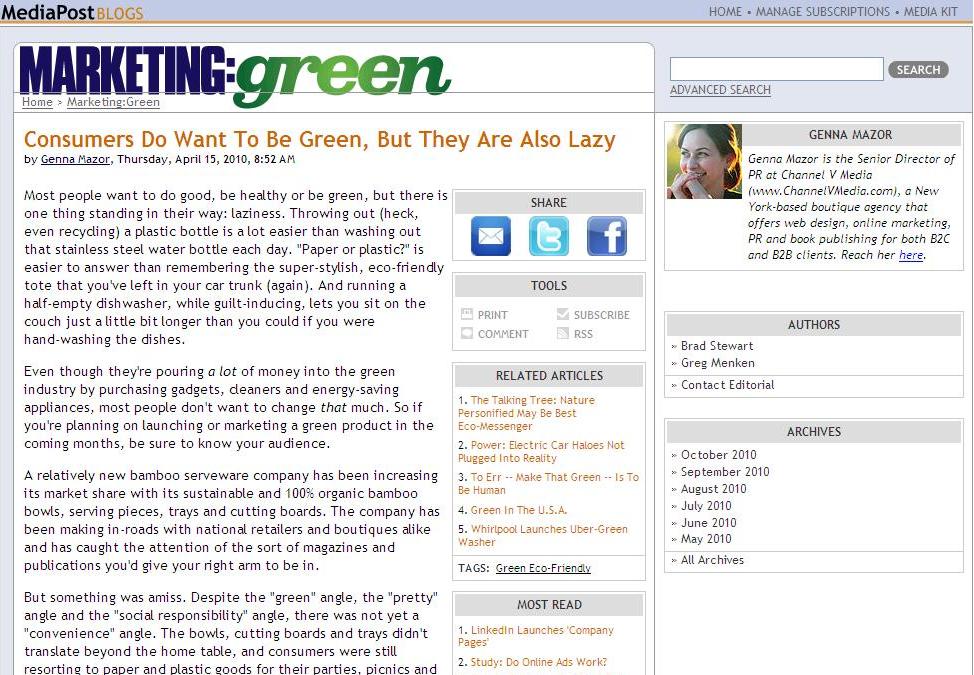 MediaPost BLOGS
HOME • MANAGE SUBSCRIPTIONS • MEDIA KIT
MARKETING:green
Home > Marketing:Green
SEARCH
ADVANCED SEARCH
Consumers Do Want To Be Green, But They Are Also Lazy
by Genna Mazor, Thursday, April 15, 2010, 8:52 AM
Most people want to do good, be healthy or be green, but there is
one thing standing in their way: laziness. Throwing out (heck,
even recycling) a plastic bottle is a lot easier than washing out
that stainless steel water bottle each day. "Paper or plastic?" is
easier to answer than remembering the super-stylish, eco-friendly
tote that you've left in your car trunk (again). And running a
half-empty dishwasher, while guilt-inducing, lets you sit on the
couch just a little bit longer than you could if you were
hand-washing the dishes.
Even though they're pouring a lot of money into the green
industry by purchasing gadgets, cleaners and energy-saving
appliances, most people don't want to change that much. So if
you're planning on launching or marketing a green product in the
coming months, be sure to know your audience.
A relatively new bamboo serveware company has been increasing
its market share with its sustainable and 100% organic bamboo
bowls, serving pieces, trays and cutting boards. The company has
been making in-roads with national retailers and boutiques alike
and has caught the attention of the sort of magazines and
publications you'd give your right arm to be in.
But something was amiss. Despite the "green" angle, the "pretty"
angle and the "social responsibility" angle, there was not yet a
"convenience" angle. The bowls, cutting boards and trays didn't
translate beyond the home table, and consumers were still
resorting to paper and plastic goods for their parties, picnics and
SHARE
TOOLS
PRINT
SUBSCRIBE
COMMENT
RSS
RELATED ARTICLES
1. The Talking Tree: Nature
Personified May Be Best
Eco-Messenger
2. Power: Electric Car Haloes Not
Plugged Into Reality
3. To Err -- Make That Green -- Is To
Be Human
4. Green In The U.S.A.
5. Whirlpool Launches Uber-Green
Washer
TAGS: Green Eco-Friendly
MOST READ
1. LinkedIn Launches 'Company
Pages'
2. Study: Do Online Ads Work?
GENNA MAZOR
Genna Mazor is the Senior Director of
PR at Channel V Media
(www.ChannelVMedia.com), a New
York-based boutique agency that
offers web design, online marketing,
PR and book publishing for both B2C
and B2B clients. Reach her here.
AUTHORS
» Brad Stewart
» Greg Menken
» Contact Editorial
ARCHIVES
» October 2010
» September 2010
» August 2010
» July 2010
» June 2010
» May 2010
» All Archives